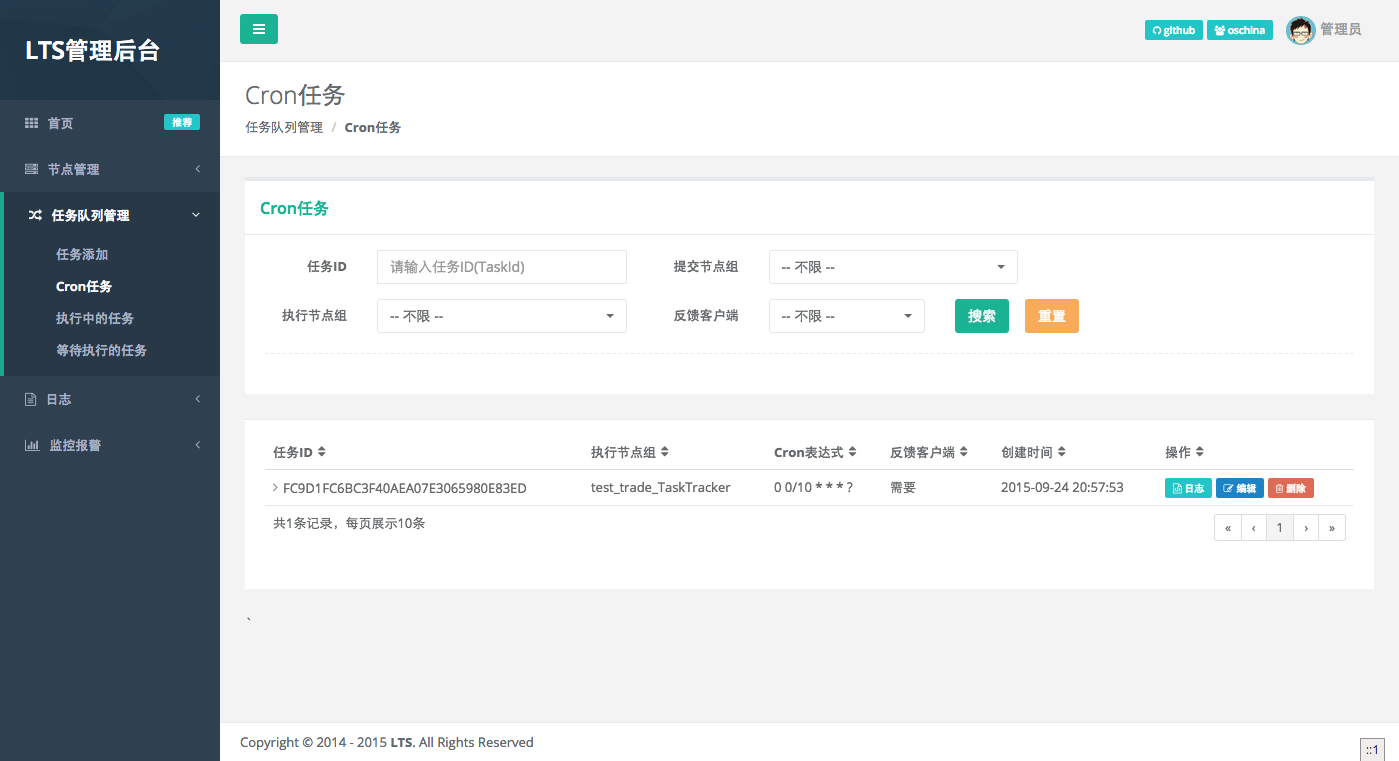 LTS管理后台
github oschina 管理员
首页 推荐
节点管理
任务队列管理
任务添加
Cron任务
执行中的任务
等待执行的任务
日志
监控报警
Cron任务
任务队列管理 / Cron任务
Cron任务
任务ID 请输入任务ID(TaskId) 提交节点组 -- 不限 --
执行节点组 -- 不限 -- 反馈客户端 -- 不限 -- 搜索 重置
任务ID 执行节点组 Cron表达式 反馈客户端 创建时间 操作
FC9D1FC6BC3F40AEA07E3065980E83ED test_trade_TaskTracker 0 0/10 * * * ? 需要 2015-09-24 20:57:53 日志 编辑 删除
共1条记录，每页展示10条 « ‹ 1 › »
、
Copyright © 2014 - 2015 LTS. All Rights Reserved
::1